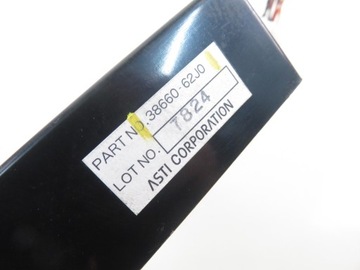 PART NO. 38660-62J0
LOT NO. 7824
ASTI CORPORATION